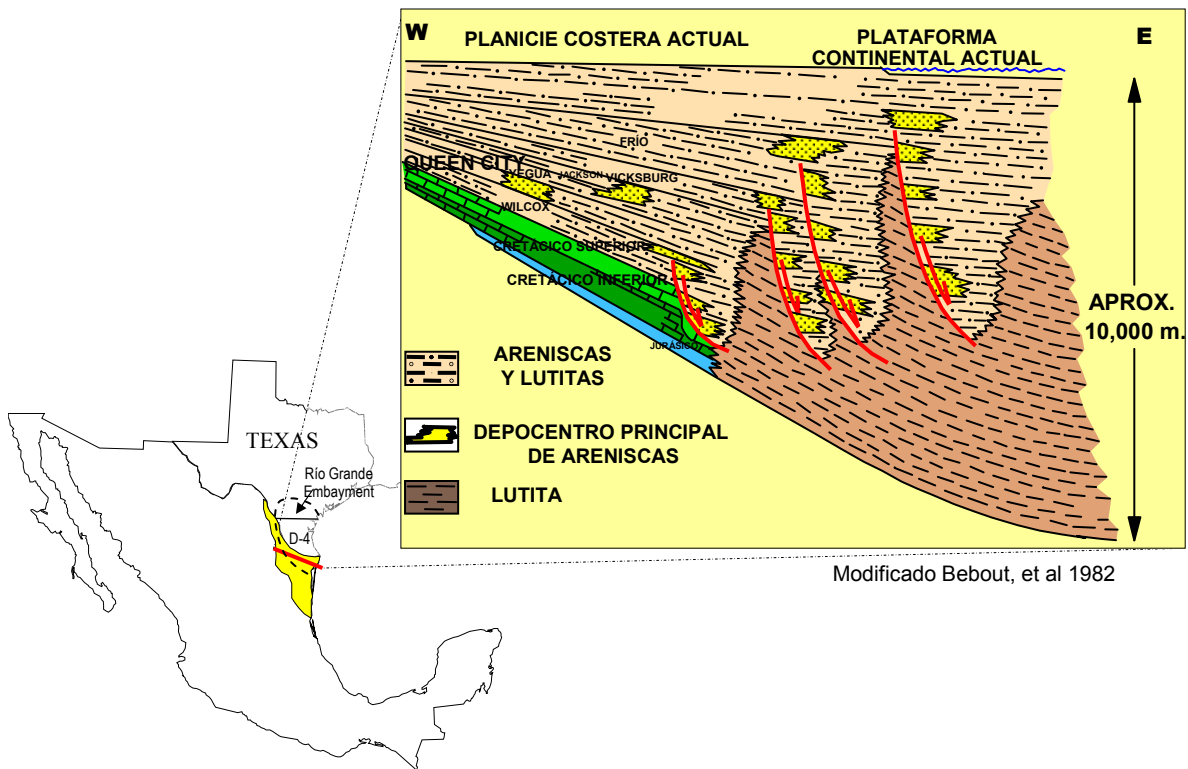 W
PLANICIE COSTERA ACTUAL
PLATAFORMA
CONTINENTAL ACTUAL
E
FRÍO
QUEEN CITY
YEGUA
JACKSON
VICKSBURG
WILCOX
CRETÁCICO SUPERIOR
CRETÁCICO INFERIOR
JURÁSICO
APROX.
10,000 m.
ARENISCAS
Y LUTITAS
DEPOCENTRO PRINCIPAL
DE ARENISCAS
LUTITA
TEXAS
Río Grande
Embayment
D-4
Modificado Bebout, et al 1982